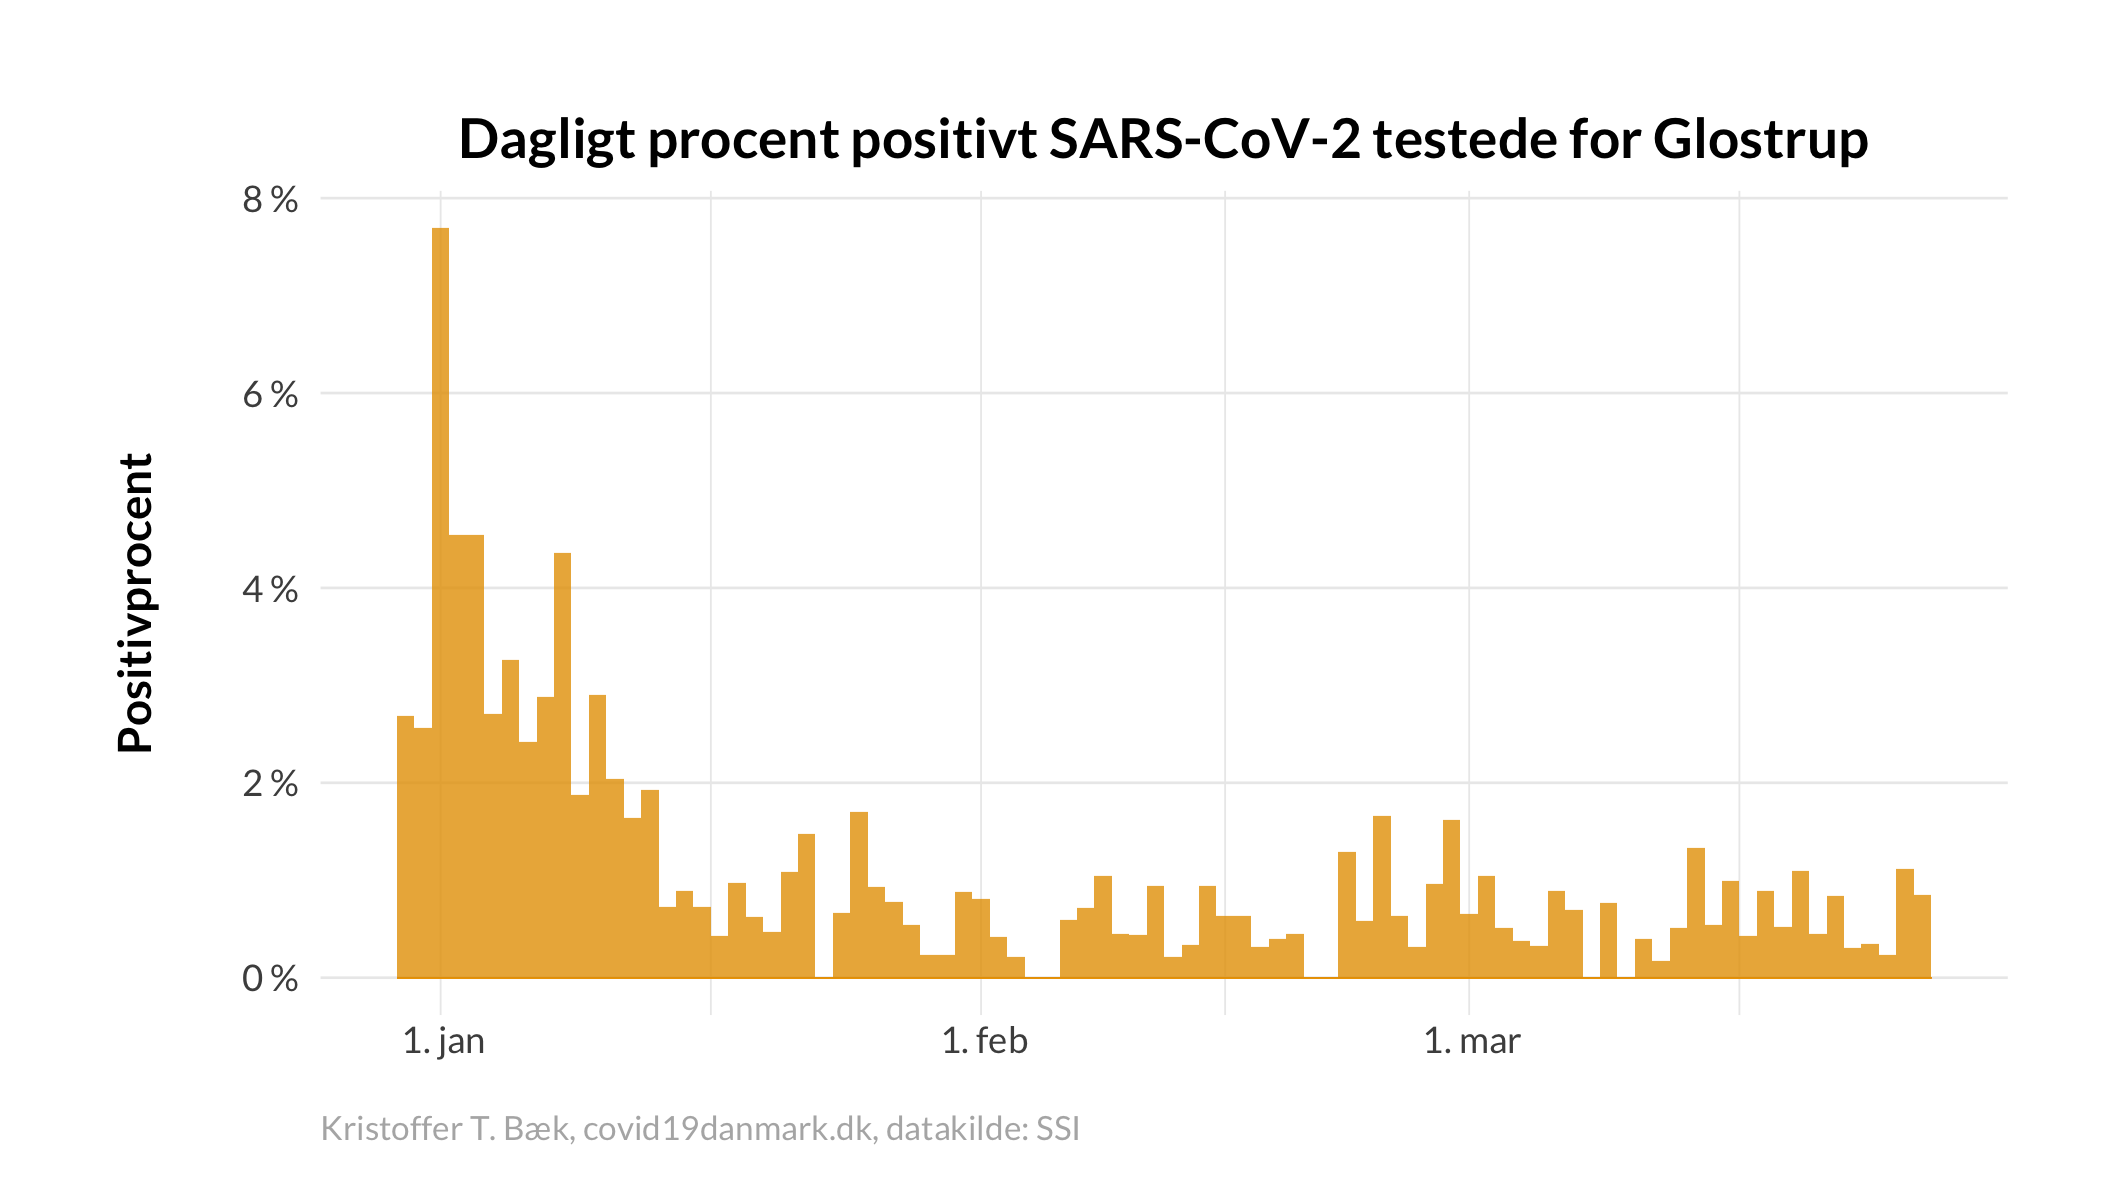 Dagligt procent positivt SARS-CoV-2 testede for Glostrup
Positivprocent
8 %
6 %
4 %
2 %
0 %
1. jan
1. feb
1. mar
Kristoffer T. Bæk, covid19danmark.dk, datakilde: SSI